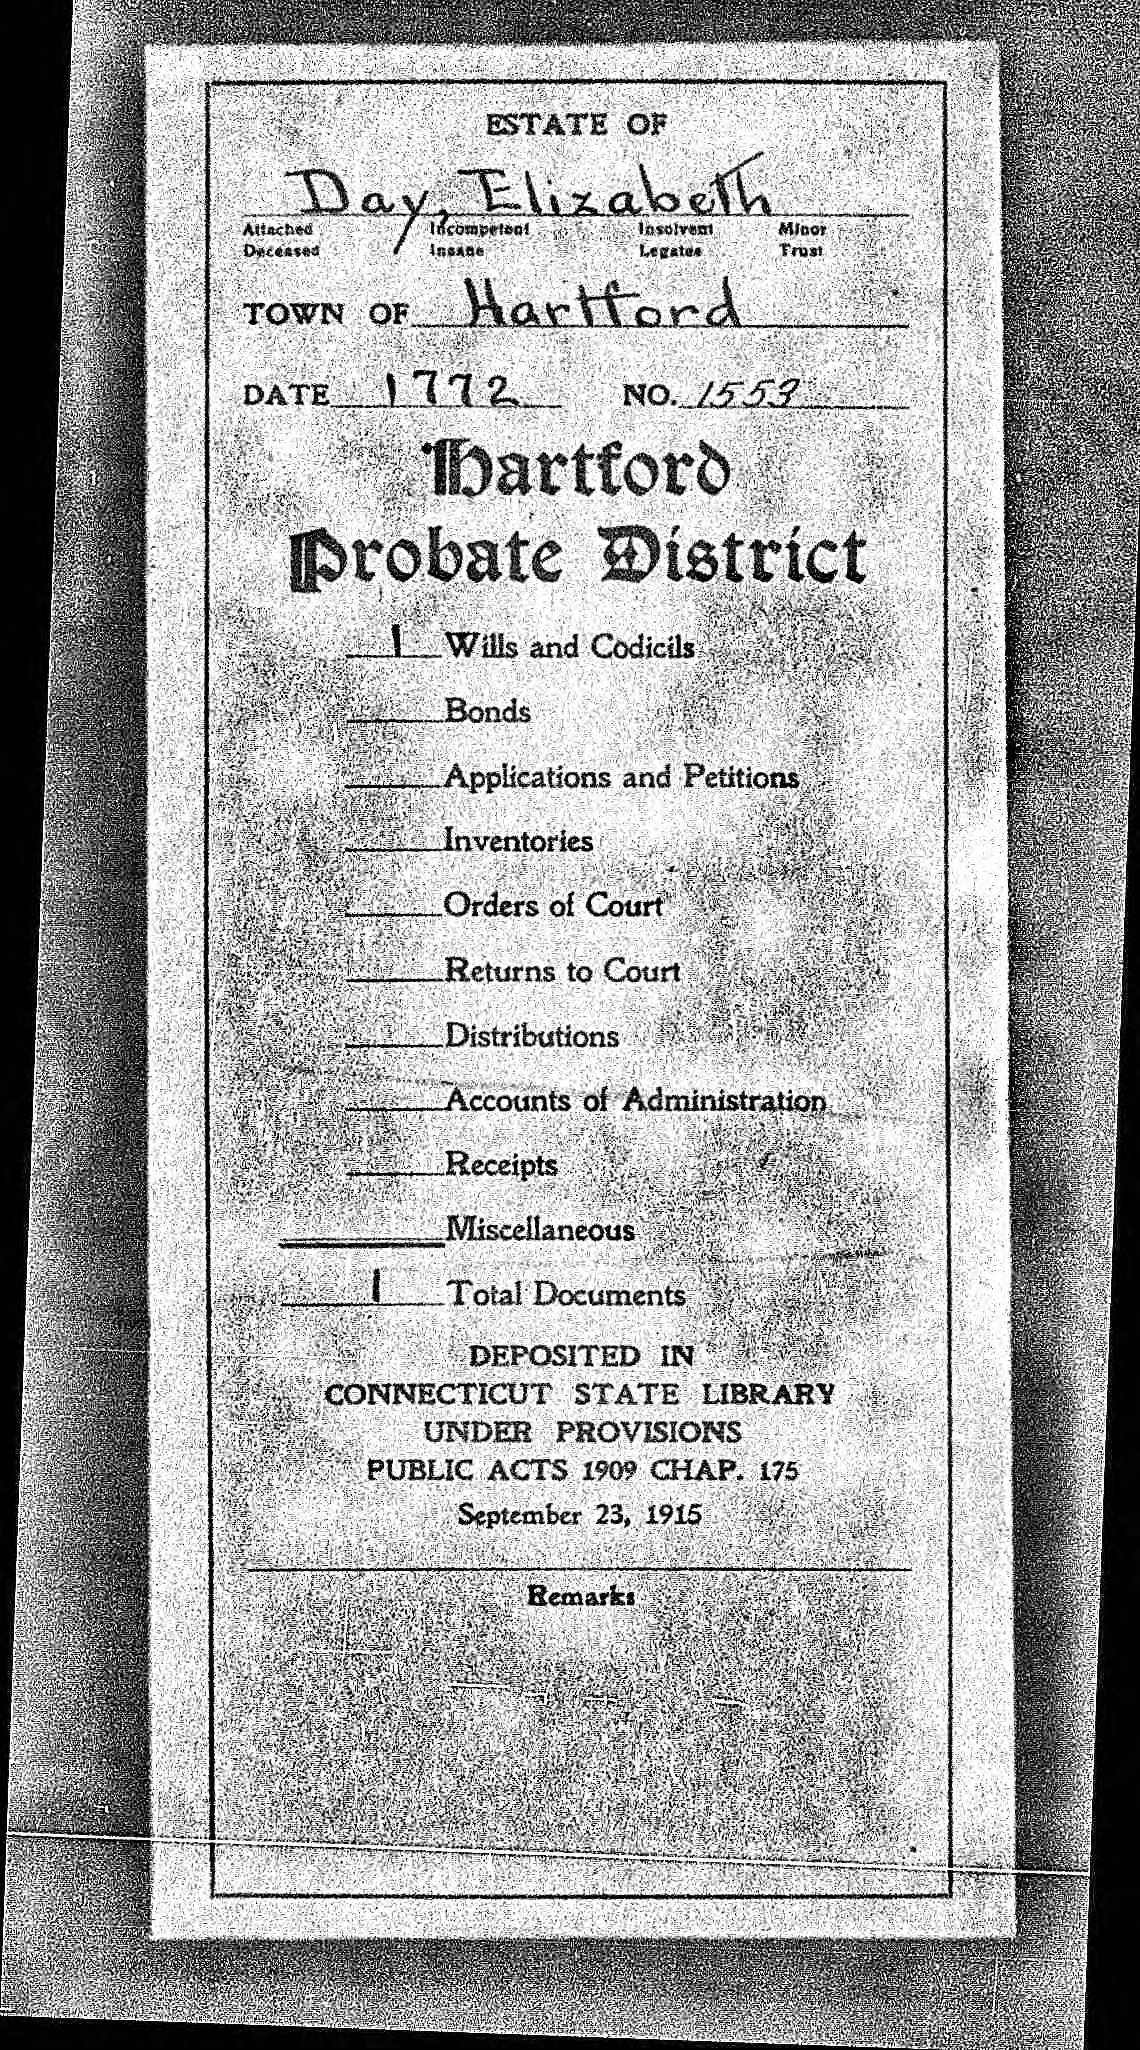 ESTATE OF
Day, Elizabeth
Attached Incompetent Insolvent Minor
Deceased Insane Legatee Trust
TOWN OF Hartford
DATE 1772 NO. 1553
Hartford
Probate District
1 Wills and Codicils
Bonds
Applications and Petitions
Inventories
Orders of Court
Returns to Court
Distributions
Accounts of Administration
Receipts
Miscellaneous
1 Total Documents
DEPOSITED IN
CONNECTICUT STATE LIBRARY
UNDER PROVISIONS
PUBLIC ACTS 1909 CHAP. 175
September 23, 1915
Remarks